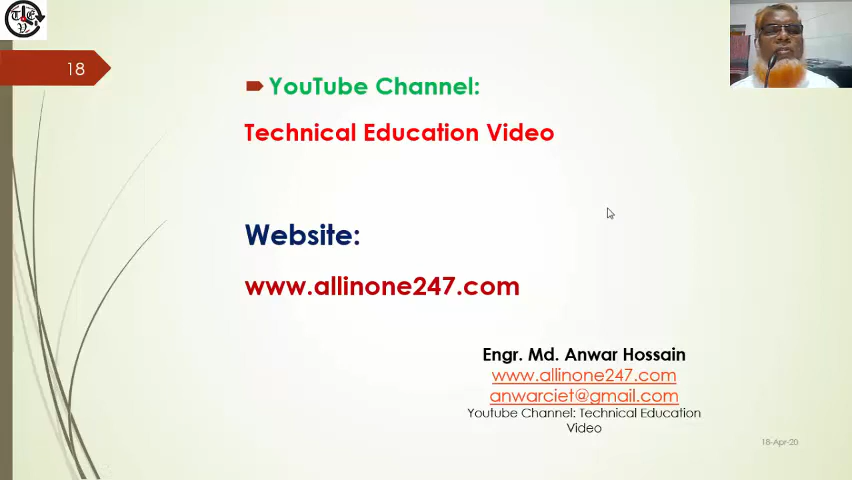 T E
V
18
YouTube Channel:
Technical Education Video
Website:
www.allinone247.com
Engr. Md. Anwar Hossain
www.allinone247.com
anwarciet@gmail.com
Youtube Channel: Technical Education
Video
18-Apr-20